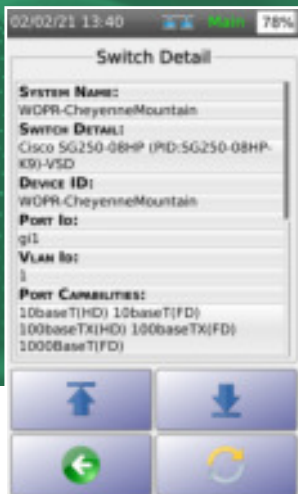 02/02/21 13:40 Main 78%
Switch Detail
SYSTEM NAME:
WOPR-CheyenneMountain
SWITCH DETAIL:
Cisco SG250-08HP (PID:SG250-08HP-
K9)-VSD
DEVICE ID:
WOPR-CheyenneMountain
PORT ID:
gi1
VLAN ID:
1
PORT CAPABILITIES:
10baseT(HD) 10baseT(FD)
100baseTX(HD) 100baseTX(FD)
1000BaseT(FD)